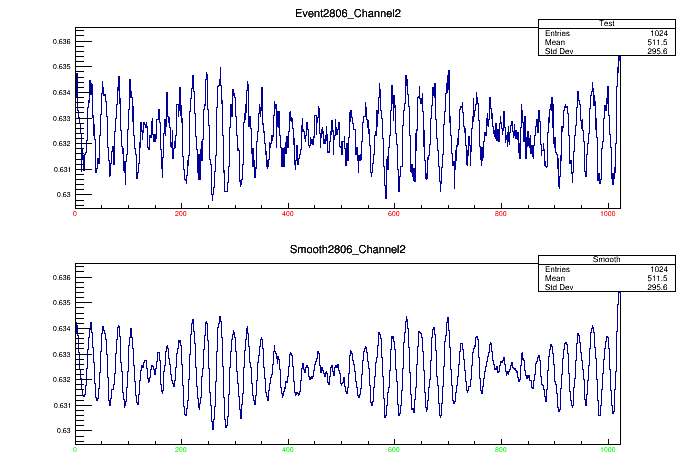 Event2806_Channel2
Test
Entries 1024
Mean 511.5
Std Dev 295.6
0.636
0.635
0.634
0.633
0.632
0.631
0.63
0 200 400 600 800 1000
Smooth2806_Channel2
Smooth
Entries 1024
Mean 511.5
Std Dev 295.6
0.636
0.635
0.634
0.633
0.632
0.631
0.63
0 200 400 600 800 1000